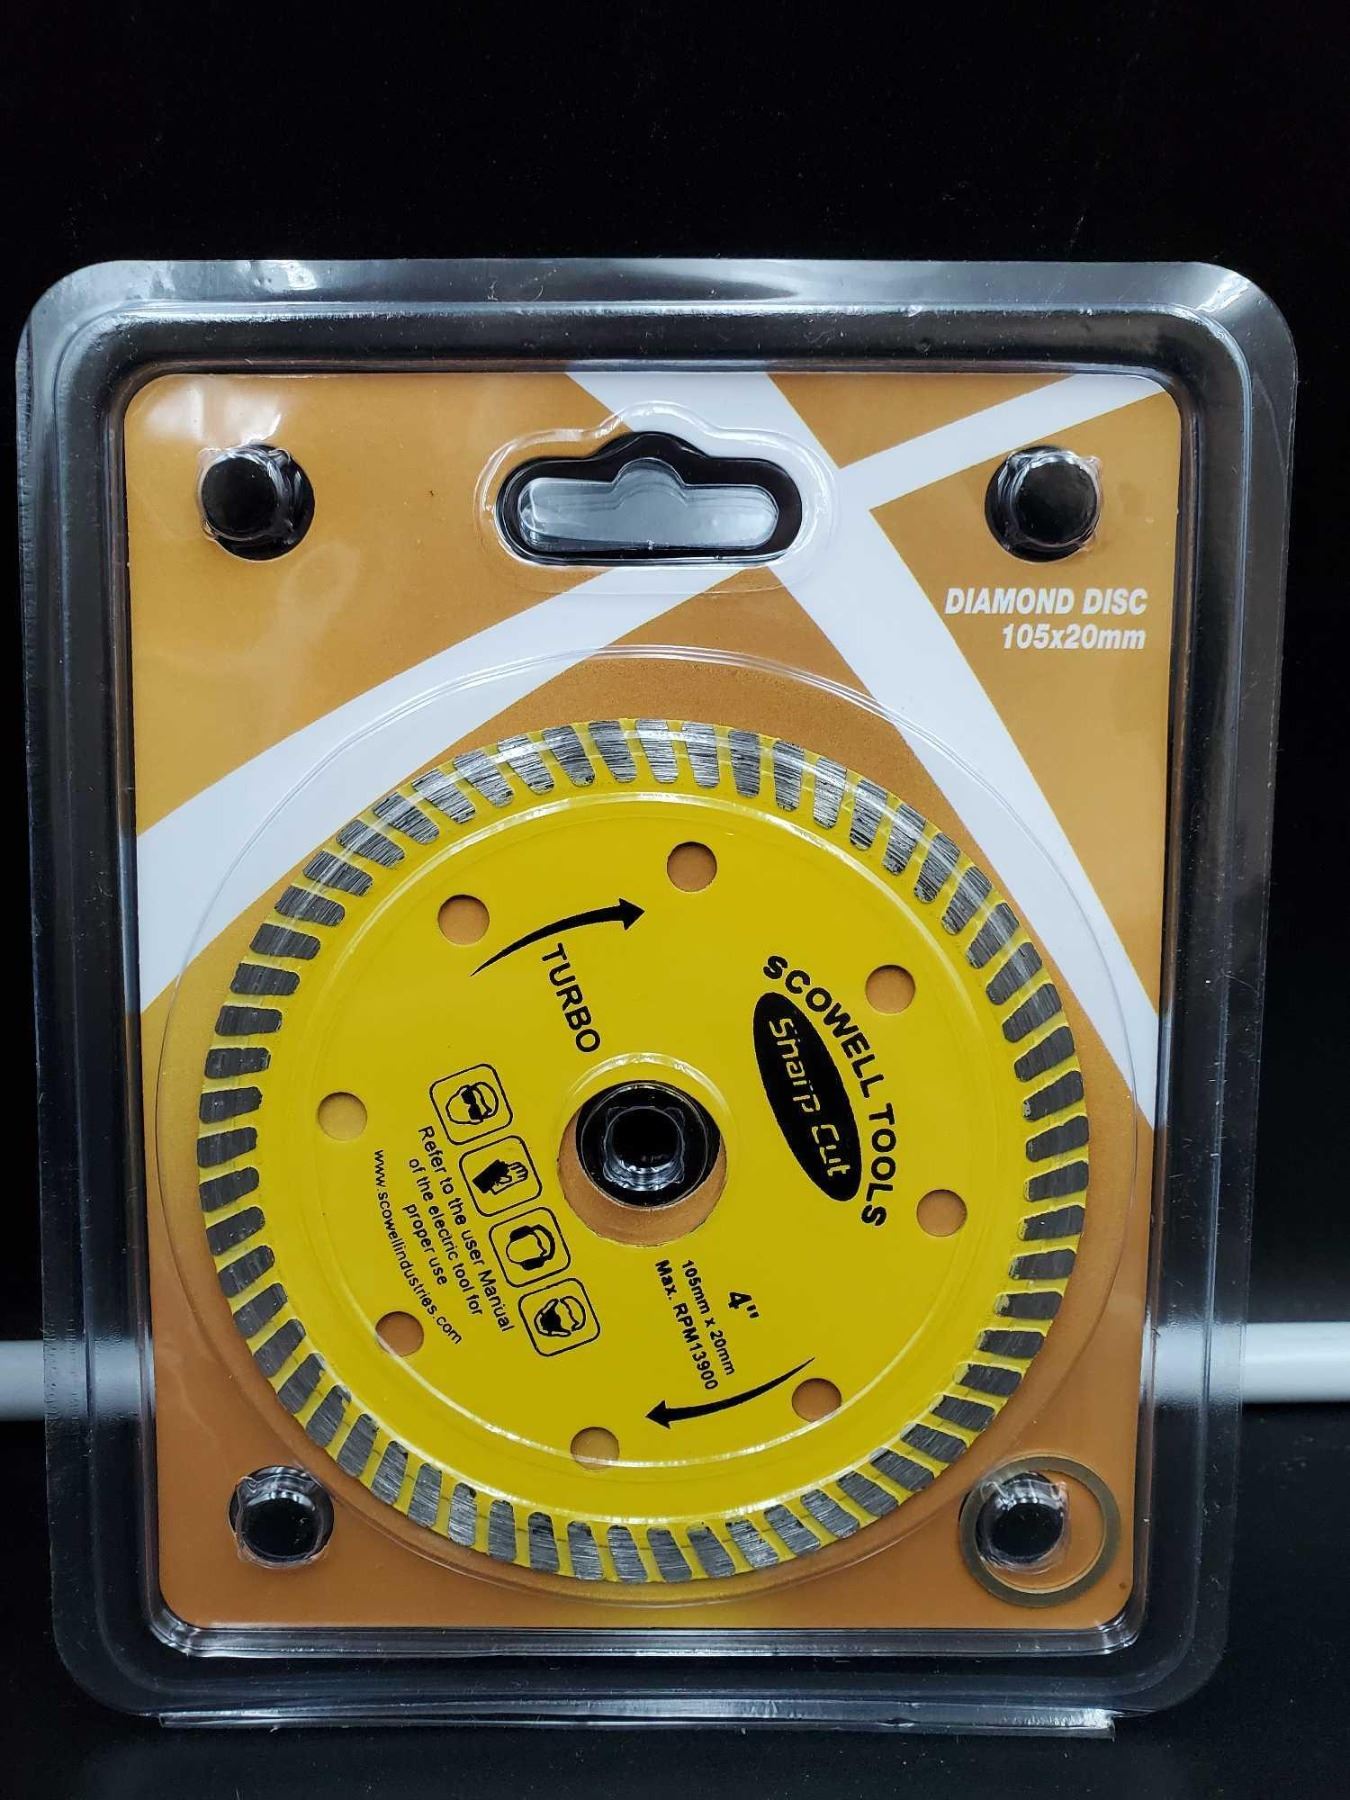 DIAMOND DISC
105x20mm
TURBO
SCOWELL TOOLS
Sharp Cut
4"
105mm x 20mm
Max. RPM13900
Refer to the user Manual
of the electric tool for
proper use
www.scowellindustries.com